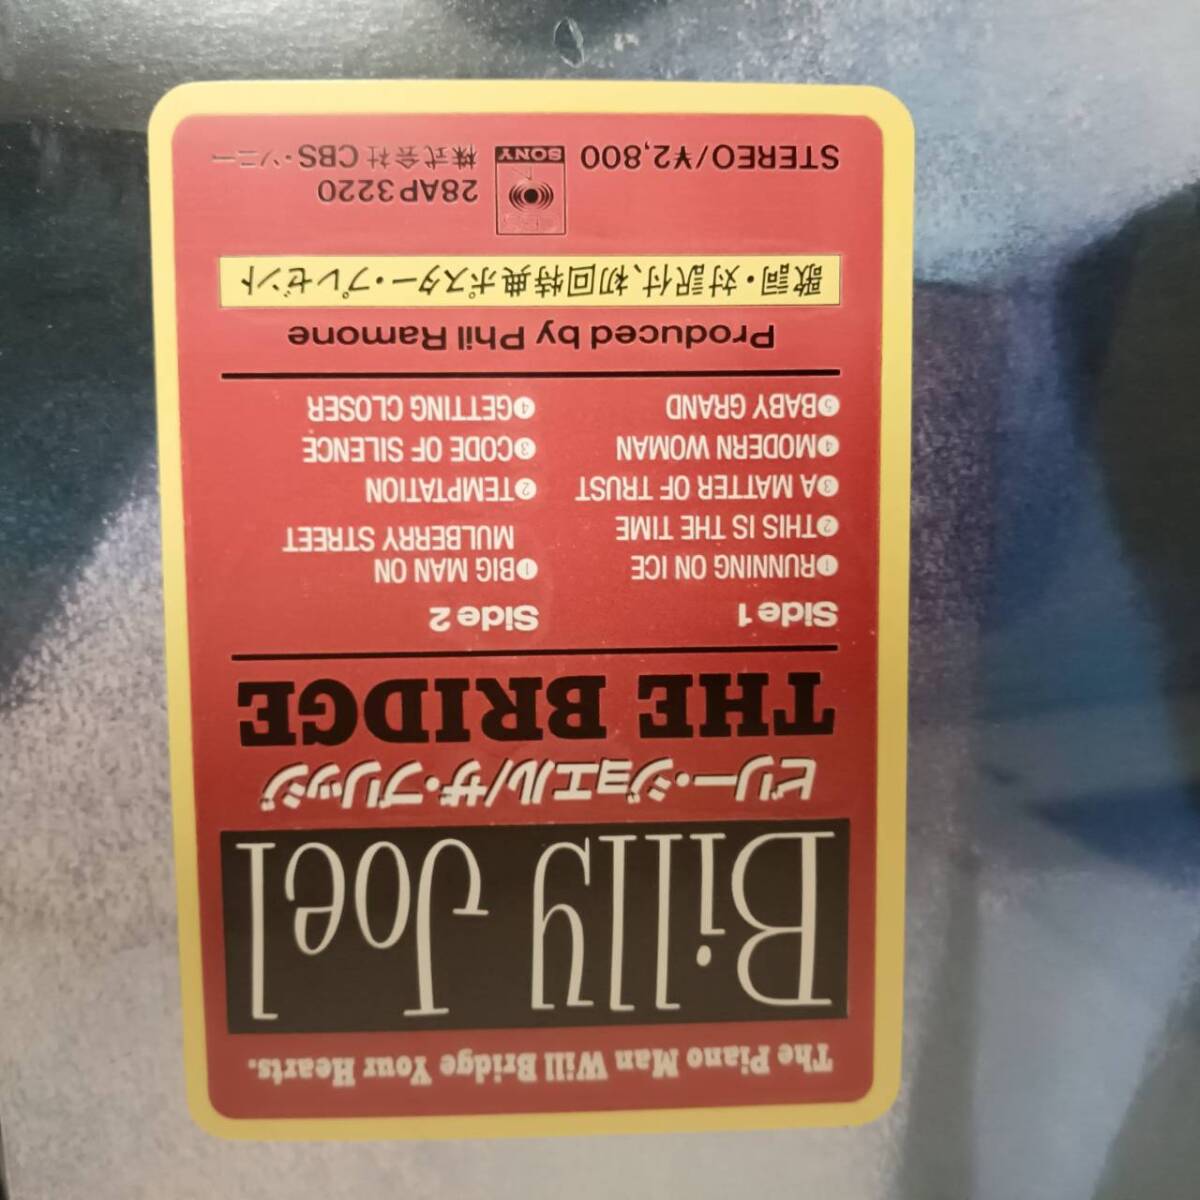 The Piano Man Will Bridge Your Hearts.
Billy Joel
ビリー・ジョエル/ザ・ブリッジ
THE BRIDGE
Side 1
❶RUNNING ON ICE
❷THIS IS THE TIME
❸A MATTER OF TRUST
❹MODERN WOMAN
❺BABY GRAND
Side 2
❶BIG MAN ON
MULBERRY STREET
❷TEMPTATION
❸CODE OF SILENCE
❹GETTING CLOSER
Produced by Phil Ramone
歌詞・対訳付、初回特典ポスター・プレゼント
STEREO/¥2,800
CBS
SONY
28AP3220
株式会社 CBS・ソニー